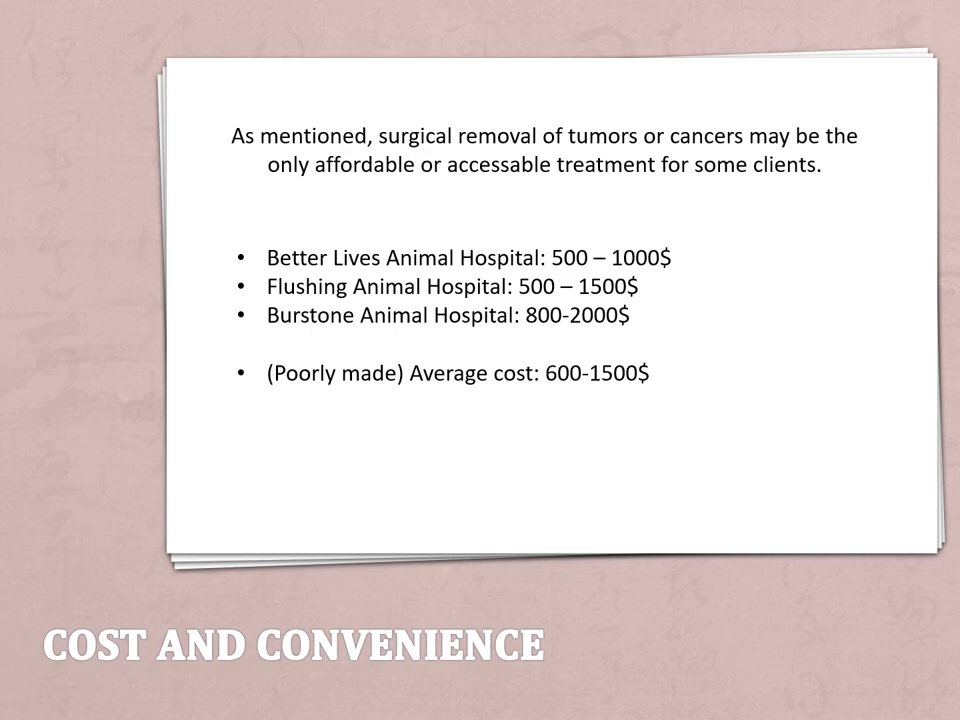 As mentioned, surgical removal of tumors or cancers may be the
only affordable or accessable treatment for some clients.
• Better Lives Animal Hospital: 500 – 1000$
• Flushing Animal Hospital: 500 – 1500$
• Burstone Animal Hospital: 800-2000$
• (Poorly made) Average cost: 600-1500$
COST AND CONVENIENCE